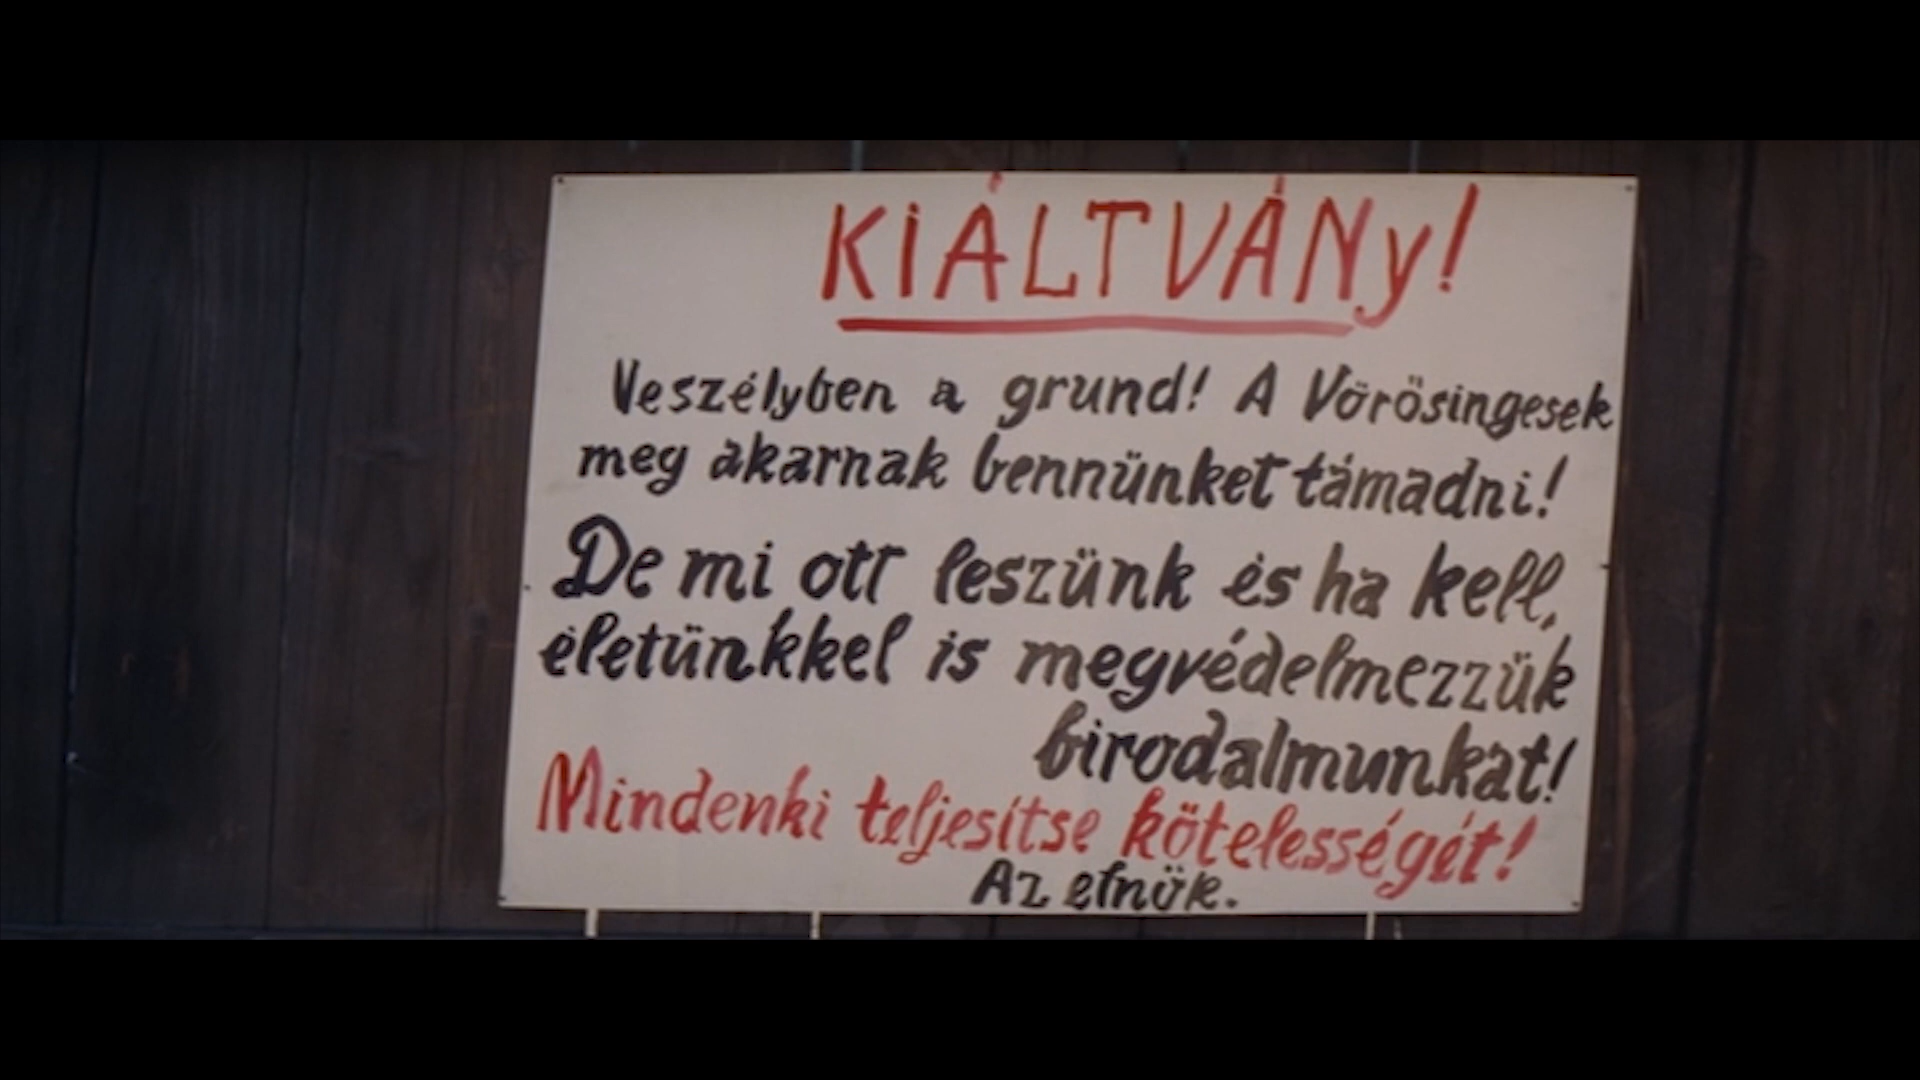 KIÁLTVÁNY!
Veszélyben a grund! A Vörösingesek
meg akarnak bennünket támadni!
De mi ott leszünk és ha kell,
életünkkel is megvédelmezzük
birodalmunkat!
Mindenki teljesítse kötelességét!
Az elnök.